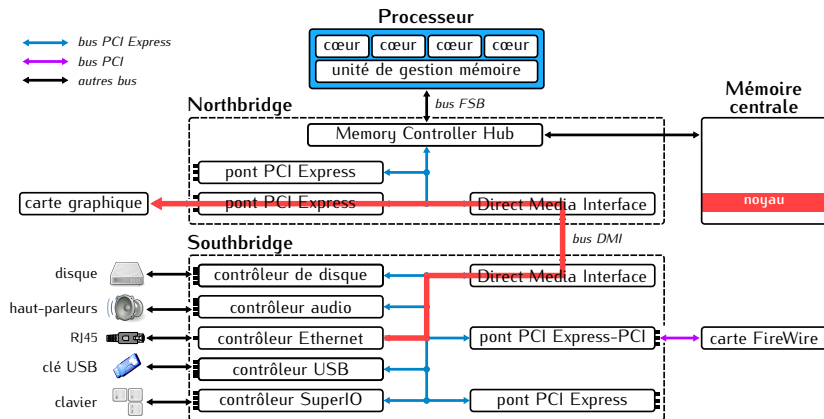 Processeur
bus PCI Express
bus PCI
autres bus
cœur cœur cœur cœur
unité de gestion mémoire
bus FSB
Northbridge
Mémoire
centrale
Memory Controller Hub
pont PCI Express
carte graphique
pont PCI Express
Direct Media Interface
noyau
bus DMI
Southbridge
disque
contrôleur de disque
Direct Media Interface
haut-parleurs
contrôleur audio
RJ45
contrôleur Ethernet
pont PCI Express-PCI
carte FireWire
clé USB
contrôleur USB
clavier
contrôleur SuperIO
pont PCI Express